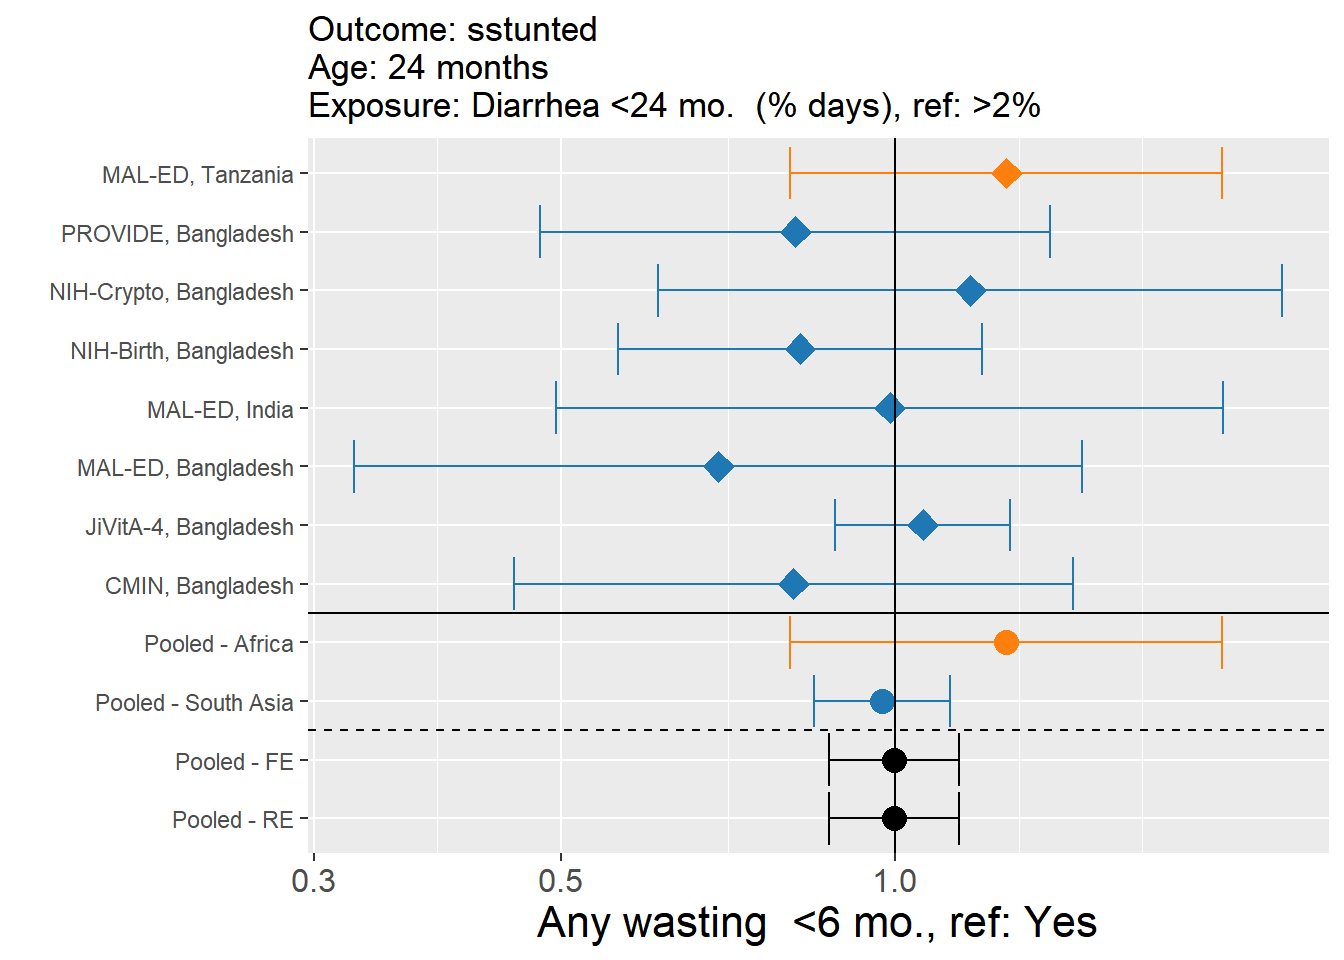 Outcome: sstunted
Age: 24 months
Exposure: Diarrhea <24 mo.  (% days), ref: >2%
MAL-ED, Tanzania
PROVIDE, Bangladesh
NIH-Crypto, Bangladesh
NIH-Birth, Bangladesh
MAL-ED, India
MAL-ED, Bangladesh
JiVitA-4, Bangladesh
CMIN, Bangladesh
Pooled - Africa
Pooled - South Asia
Pooled - FE
Pooled - RE
0.3 0.5 1.0
Any wasting  <6 mo., ref: Yes